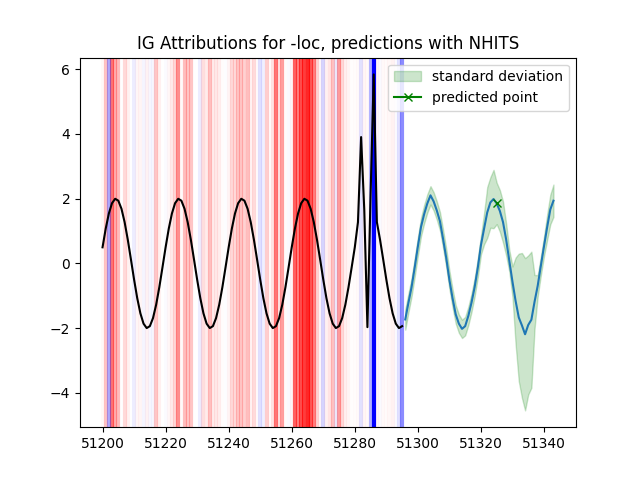 IG Attributions for -loc, predictions with NHITS
standard deviation
predicted point
6
4
2
0
−2
−4
51200 51220 51240 51260 51280 51300 51320 51340